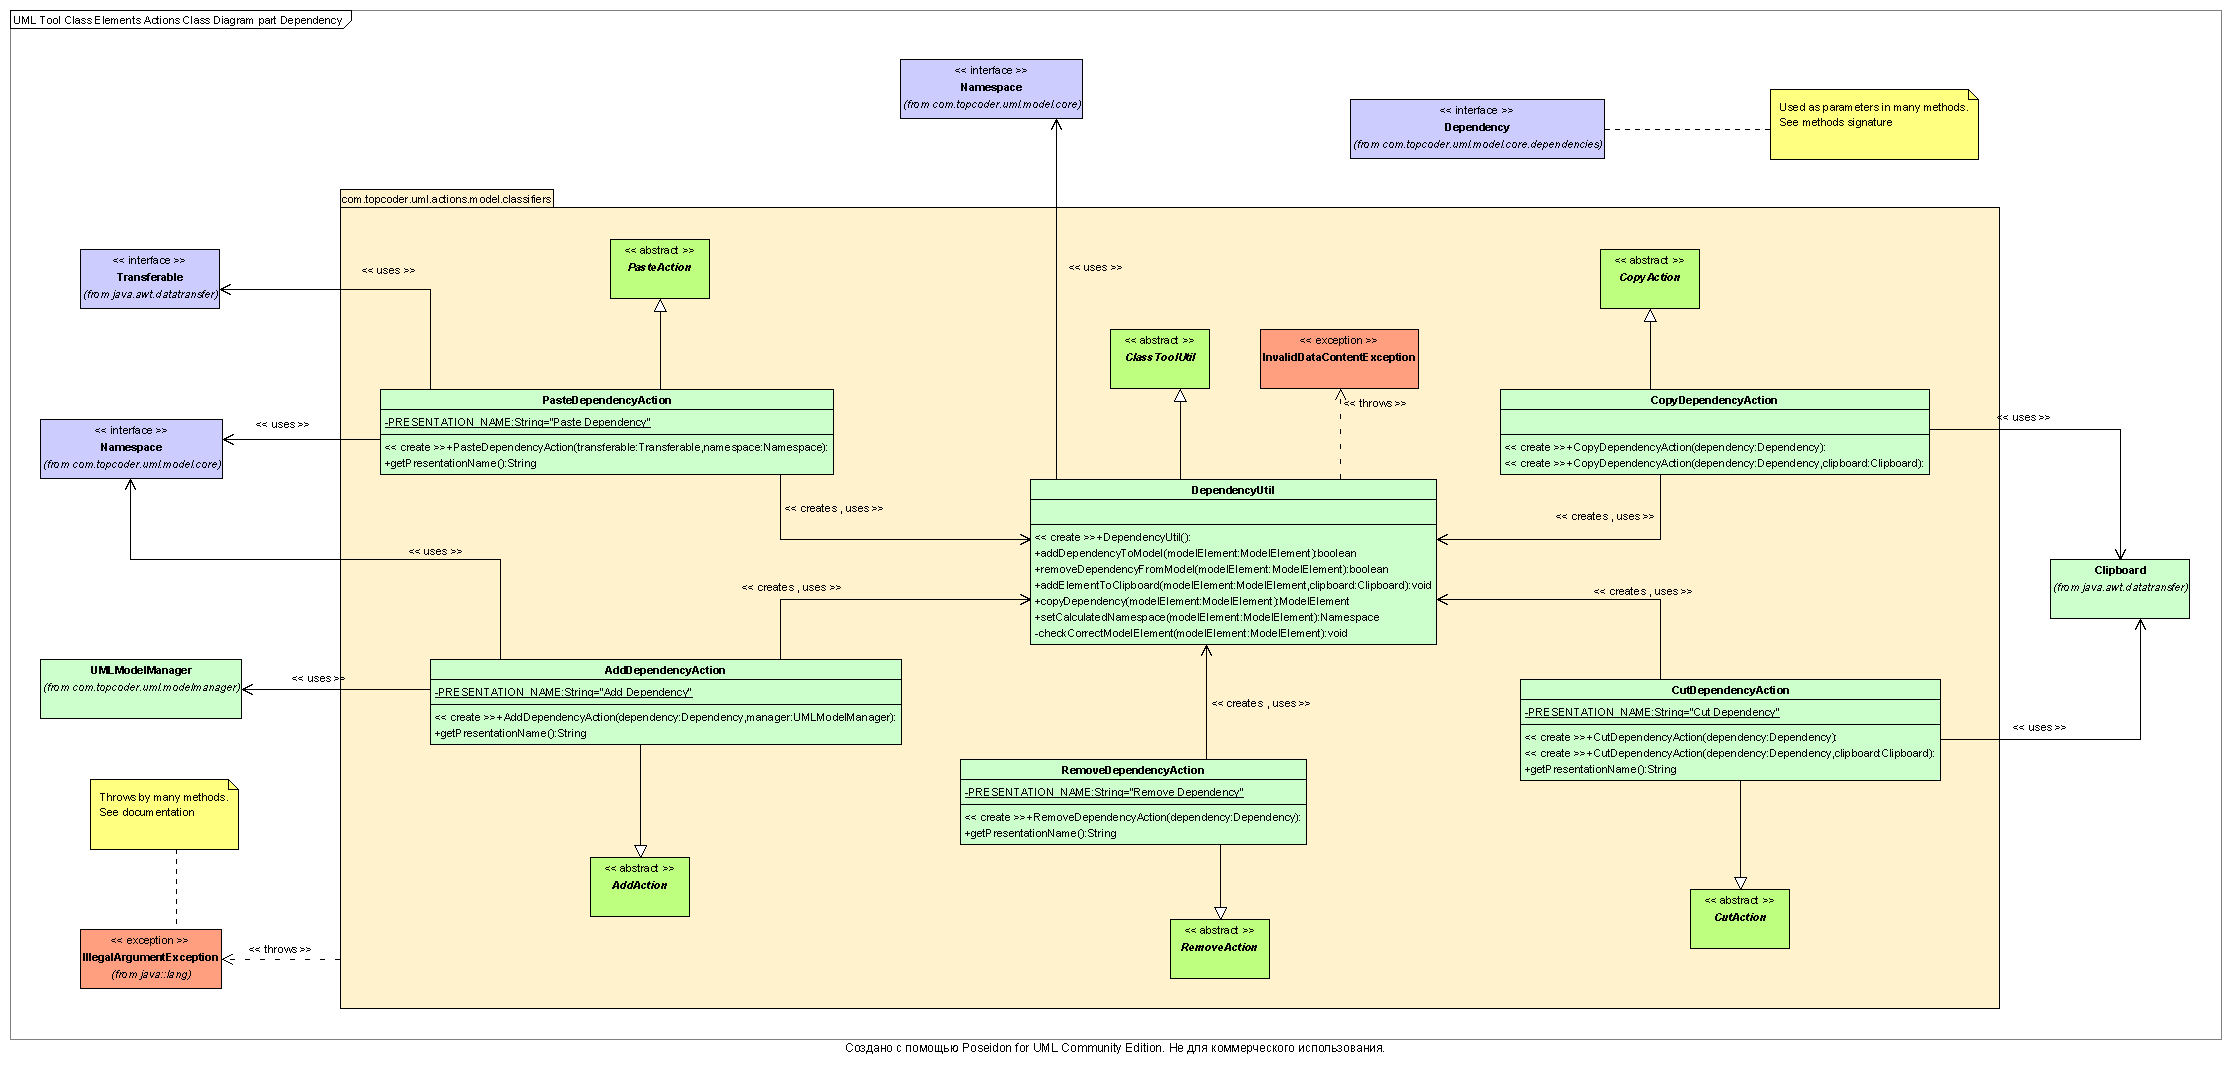 UML Tool Class Elements Actions Class Diagram part Dependency
<< interface >>
Namespace
(from com.topcoder.uml.model.core)
<< interface >>
Dependency
(from com.topcoder.uml.model.core.dependencies)
Used as parameters in many methods.
See methods signature
com.topcoder.uml.actions.model.classifiers
<< interface >>
Transferable
(from java.awt.datatransfer)
<< uses >>
<< abstract >>
PasteAction
<< uses >>
<< abstract >>
CopyAction
<< abstract >>
ClassToolUtil
<< exception >>
InvalidDataContentException
<< throws >>
<< interface >>
Namespace
(from com.topcoder.uml.model.core)
<< uses >>
PasteDependencyAction
-PRESENTATION_NAME:String="Paste Dependency"
<< create >>+PasteDependencyAction(transferable:Transferable,namespace:Namespace):
+getPresentationName():String
<< creates , uses >>
CopyDependencyAction
<< create >>+CopyDependencyAction(dependency:Dependency):
<< create >>+CopyDependencyAction(dependency:Dependency,clipboard:Clipboard):
<< uses >>
<< creates , uses >>
DependencyUtil
<< create >>+DependencyUtil():
+addDependencyToModel(modelElement:ModelElement):boolean
+removeDependencyFromModel(modelElement:ModelElement):boolean
+addElementToClipboard(modelElement:ModelElement,clipboard:Clipboard):void
+copyDependency(modelElement:ModelElement):ModelElement
+setCalculatedNamespace(modelElement:ModelElement):Namespace
-checkCorrectModelElement(modelElement:ModelElement):void
<< uses >>
<< creates , uses >>
<< creates , uses >>
Clipboard
(from java.awt.datatransfer)
UMLModelManager
(from com.topcoder.uml.modelmanager)
<< uses >>
AddDependencyAction
-PRESENTATION_NAME:String="Add Dependency"
<< create >>+AddDependencyAction(dependency:Dependency,manager:UMLModelManager):
+getPresentationName():String
<< creates , uses >>
CutDependencyAction
-PRESENTATION_NAME:String="Cut Dependency"
<< create >>+CutDependencyAction(dependency:Dependency):
<< create >>+CutDependencyAction(dependency:Dependency,clipboard:Clipboard):
+getPresentationName():String
<< uses >>
RemoveDependencyAction
-PRESENTATION_NAME:String="Remove Dependency"
<< create >>+RemoveDependencyAction(dependency:Dependency):
+getPresentationName():String
Throws by many methods.
See documentation
<< abstract >>
AddAction
<< abstract >>
RemoveAction
<< abstract >>
CutAction
<< exception >>
IllegalArgumentException
(from java::lang)
<< throws >>
Создано с помощью Poseidon for UML Community Edition. Не для коммерческого использования.